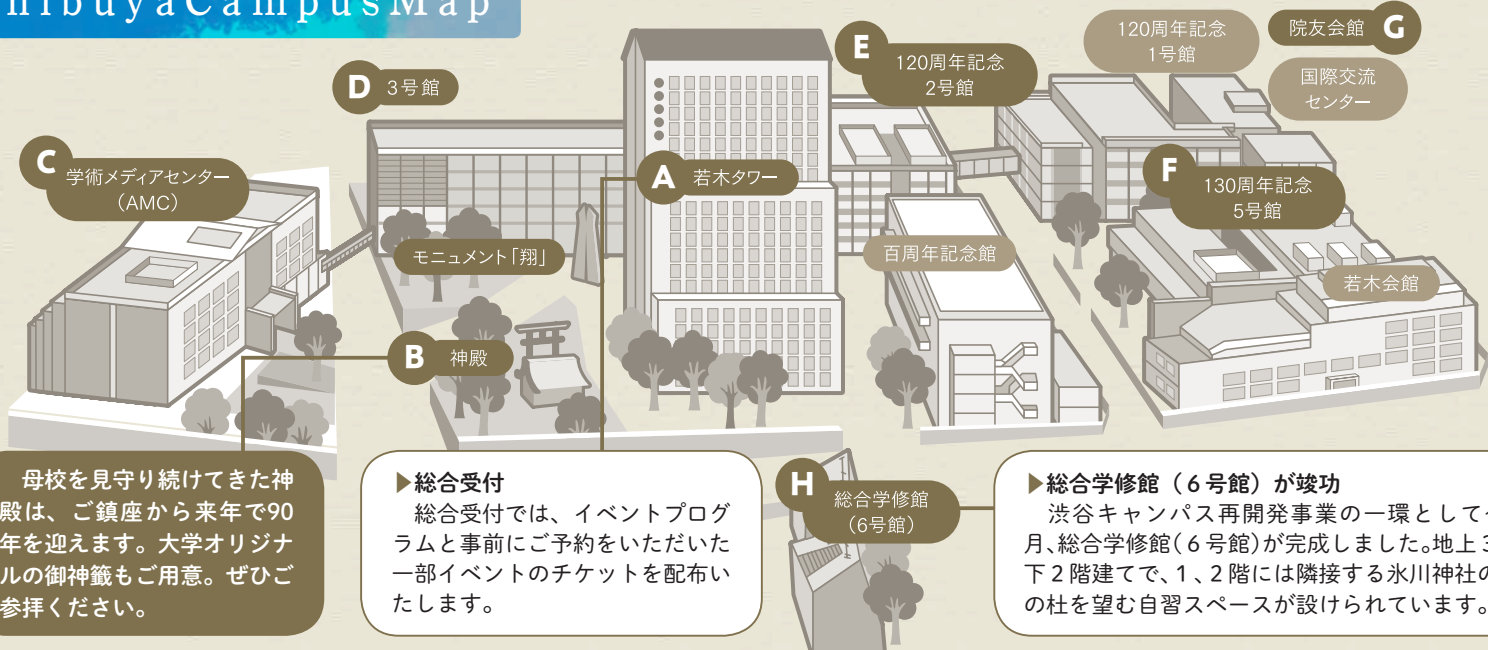 hibuyaCampusMap
D 3号館
E 120周年記念
2号館
120周年記念
1号館
院友会館 G
国際交流
センター
C 学術メディアセンター
(AMC)
A 若木タワー
F 130周年記念
5号館
モニュメント「翔」
百周年記念館
若木会館
B 神殿
母校を見守り続けてきた神
殿は、ご鎮座から来年で90
年を迎えます。大学オリジナ
ルの御神籤もご用意。ぜひご
参拝ください。
▶総合受付
総合受付では、イベントプログ
ラムと事前にご予約をいただいた
一部イベントのチケットを配布い
たします。
H 総合学修館
(6号館)
▶総合学修館（６号館）が竣功
渋谷キャンパス再開発事業の一環として
月、総合学修館(６号館)が完成しました。地上３
下２階建てで、１、２階には隣接する氷川神社の
の杜を望む自習スペースが設けられています。